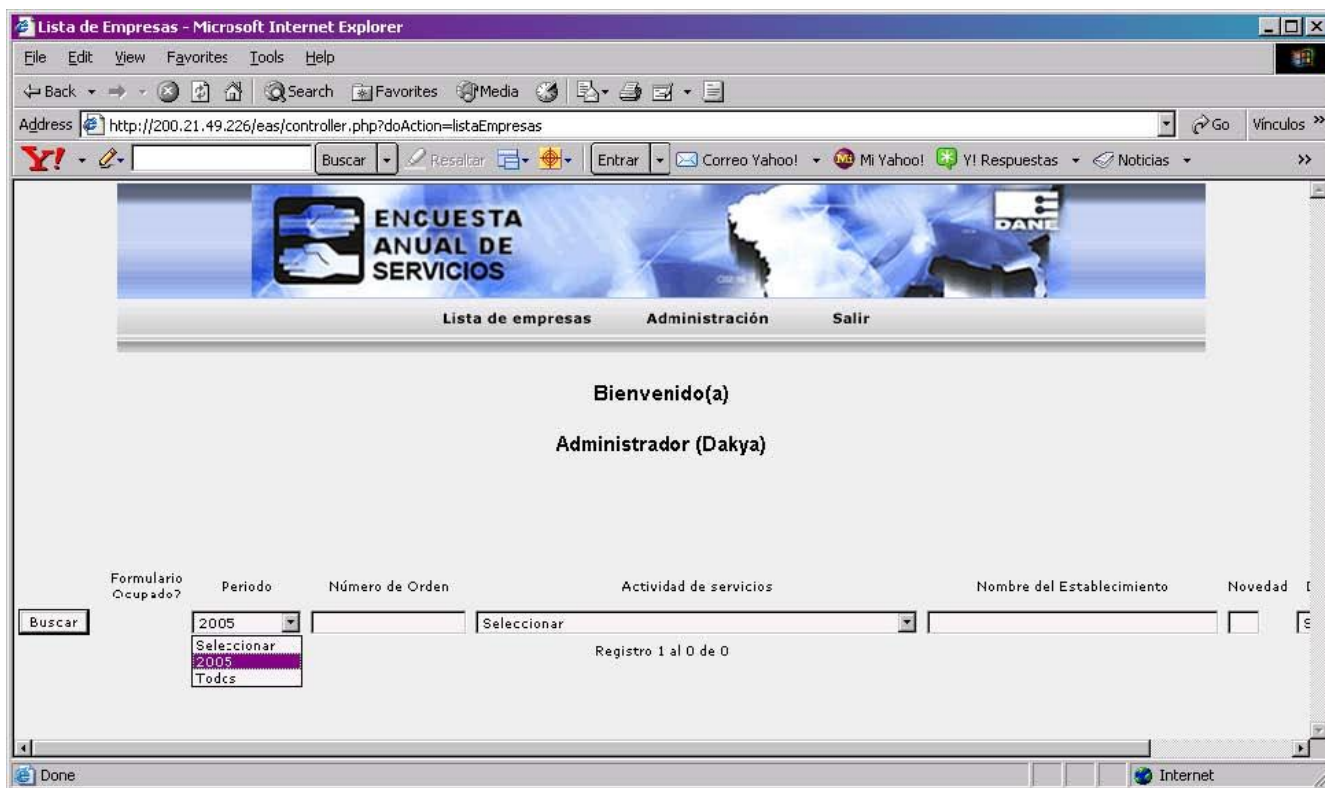 Lista de Empresas - Microsoft Internet Explorer
File Edit View Favorites Tools Help
Back Search Favorites Media
Address http://200.21.49.226/eas/controller.php?doAction=listaEmpresas Go Vínculos »
Y! Buscar Resaltar Entrar Correo Yahoo! Mi Yahoo! Y! Respuestas Noticias »
ENCUESTA
ANUAL DE
SERVICIOS
DANE
Lista de empresas Administración Salir
Bienvenido(a)
Administrador (Dakya)
Formulario
Ocupado? Periodo Número de Orden Actividad de servicios Nombre del Establecimiento Novedad
Buscar 2005 Seleccionar S
Seleccionar
2005
Todos
Registro 1 al 0 de 0
Done Internet